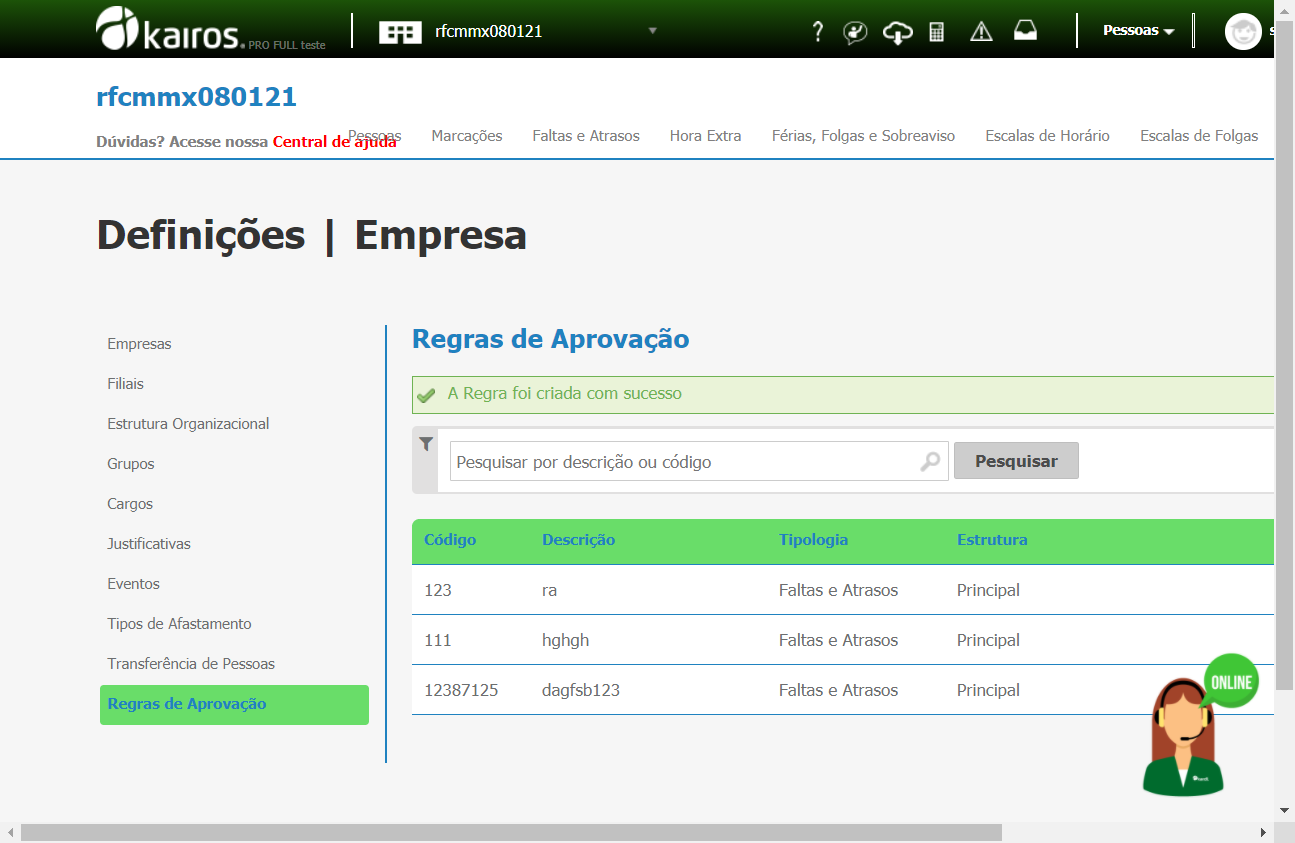 kairos. PRO FULL teste
rfcmmx080121
?
Pessoas
s
rfcmmx080121
Dúvidas? Acesse nossa Central de ajuda
Pessoas Marcações Faltas e Atrasos Hora Extra Férias, Folgas e Sobreaviso Escalas de Horário Escalas de Folgas
Definições | Empresa
Empresas
Filiais
Estrutura Organizacional
Grupos
Cargos
Justificativas
Eventos
Tipos de Afastamento
Transferência de Pessoas
Regras de Aprovação
Regras de Aprovação
A Regra foi criada com sucesso
Pesquisar por descrição ou código Pesquisar
Código Descrição Tipologia Estrutura
123 ra Faltas e Atrasos Principal
111 hghgh Faltas e Atrasos Principal
12387125 dagfsb123 Faltas e Atrasos Principal
ONLINE